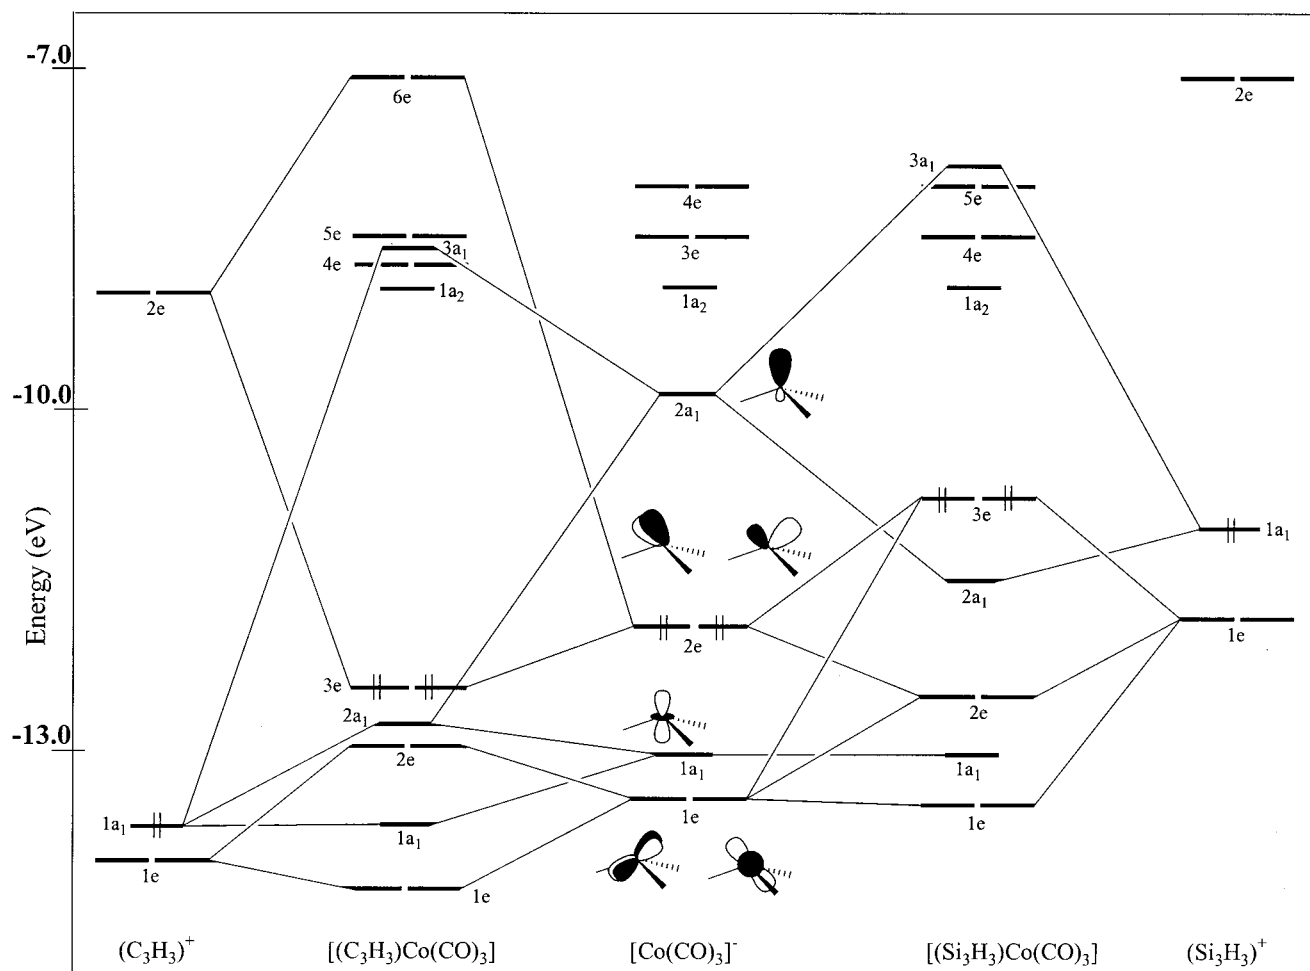 -7.0
6e
2e
4e
3a₁
5e
5e
3a₁
4e
1a₂
3e
4e
2e
1a₂
1a₂
-10.0
2a₁
Energy (eV)
3e
1a₁
2a₁
2e
1e
3e
2a₁
2e
-13.0
2e
1a₁
1a₁
1a₁
1a₁
1e
1e
1e
1e
(C₃H₃)⁺
[(C₃H₃)Co(CO)₃]
[Co(CO)₃]⁻
[(Si₃H₃)Co(CO)₃]
(Si₃H₃)⁺